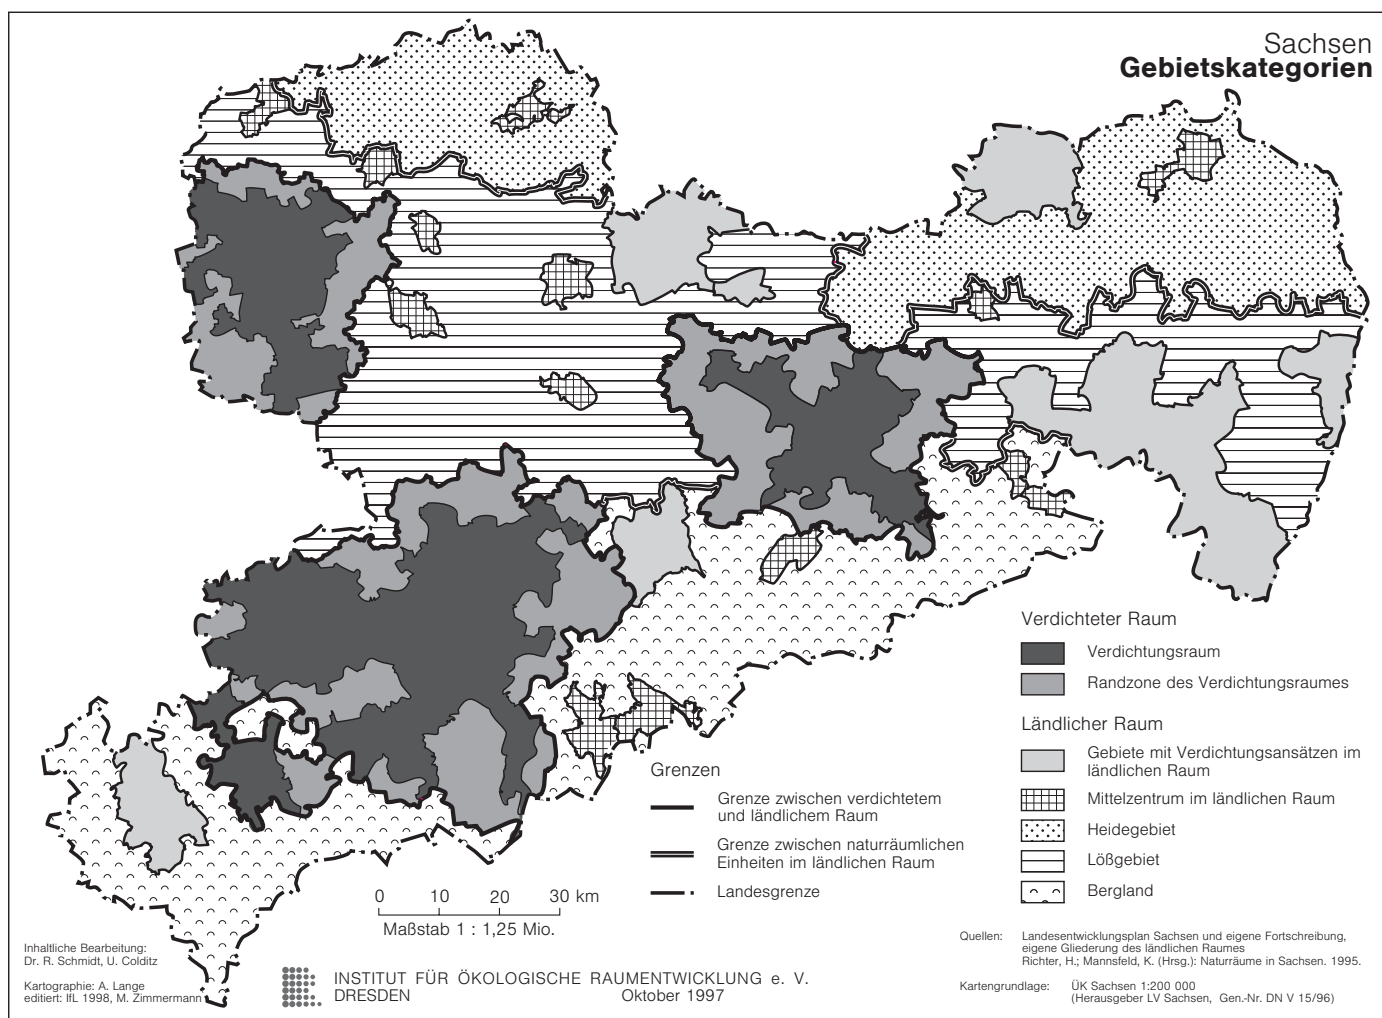 Sachsen
Gebietskategorien
Verdichteter Raum
Verdichtungsraum
Randzone des Verdichtungsraumes
Ländlicher Raum
Gebiete mit Verdichtungsansätzen im
ländlichen Raum
Mittelzentrum im ländlichen Raum
Heidegebiet
Lößgebiet
Bergland
Grenzen
Grenze zwischen verdichtetem
und ländlichem Raum
Grenze zwischen naturräumlichen
Einheiten im ländlichen Raum
Landesgrenze
0 10 20 30 km
Maßstab 1 : 1,25 Mio.
Inhaltliche Bearbeitung:
Dr. R. Schmidt, U. Colditz
Kartographie: A. Lange
editiert: IfL 1998, M. Zimmermann
INSTITUT FÜR ÖKOLOGISCHE RAUMENTWICKLUNG e. V.
DRESDEN Oktober 1997
Quellen: Landesentwicklungsplan Sachsen und eigene Fortschreibung,
eigene Gliederung des ländlichen Raumes
Richter, H.; Mannsfeld, K. (Hrsg.): Naturräume in Sachsen. 1995.
Kartengrundlage: ÜK Sachsen 1:200 000
(Herausgeber LV Sachsen, Gen.-Nr. DN V 15/96)